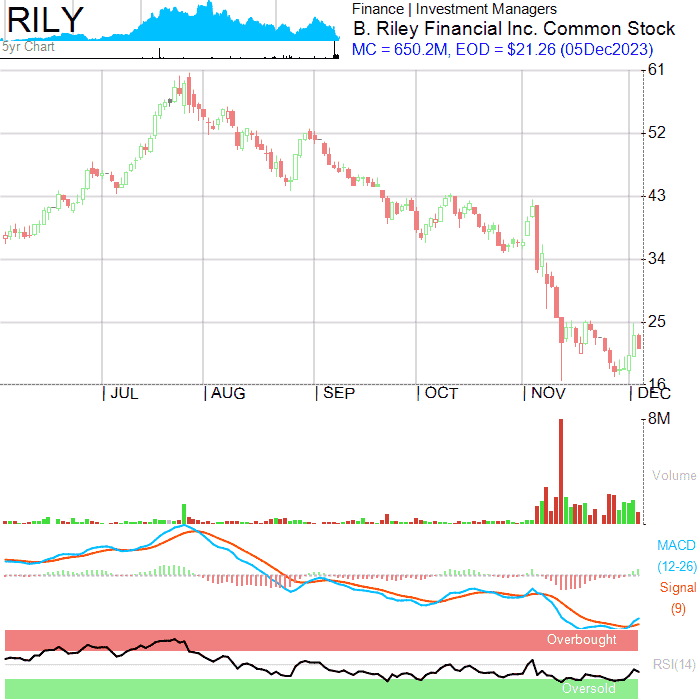 RILY
5yr Chart
Finance | Investment Managers
B. Riley Financial Inc. Common Stock
MC = 650.2M, EOD = $21.26 (05Dec2023)
61
52
43
34
25
16
JUL
AUG
SEP
OCT
NOV
DEC
8M
Volume
MACD
(12-26)
Signal
(9)
Overbought
RSI(14)
Oversold